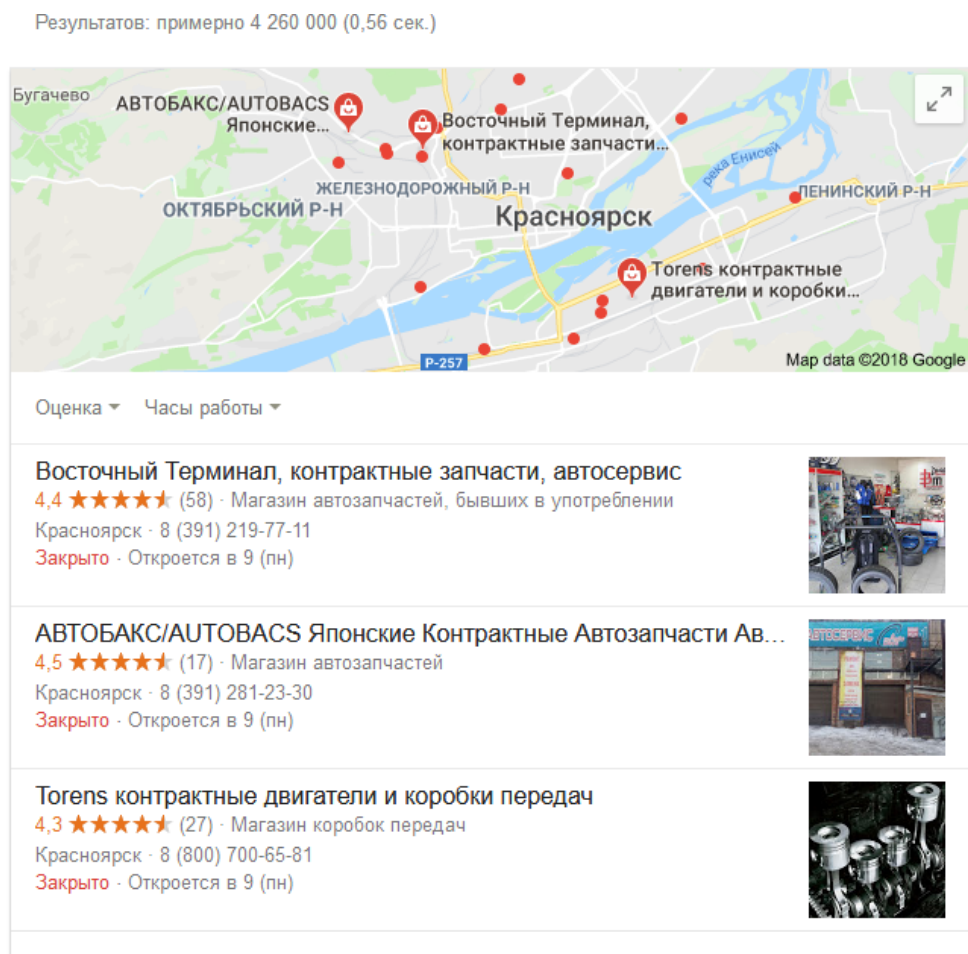 Результатов: примерно 4 260 000 (0,56 сек.)
Бугачево
АВТОБАКС/AUTOBACS
Японские...
Восточный Терминал,
контрактные запчасти...
река Енисей
ЖЕЛЕЗНОДОРОЖНЫЙ Р-Н
ЛЕНИНСКИЙ Р-Н
ОКТЯБРЬСКИЙ Р-Н
Красноярск
Torens контрактные
двигатели и коробки...
Р-257
Map data ©2018 Google
Оценка Часы работы
Восточный Терминал, контрактные запчасти, автосервис
4,4 (58) · Магазин автозапчастей, бывших в употреблении
Красноярск · 8 (391) 219-77-11
Закрыто · Откроется в 9 (пн)
АВТОБАКС/AUTOBACS Японские Контрактные Автозапчасти Ав...
4,5 (17) · Магазин автозапчастей
Красноярск · 8 (391) 281-23-30
Закрыто · Откроется в 9 (пн)
АВТОСЕРВИС
Torens контрактные двигатели и коробки передач
4,3 (27) · Магазин коробок передач
Красноярск · 8 (800) 700-65-81
Закрыто · Откроется в 9 (пн)